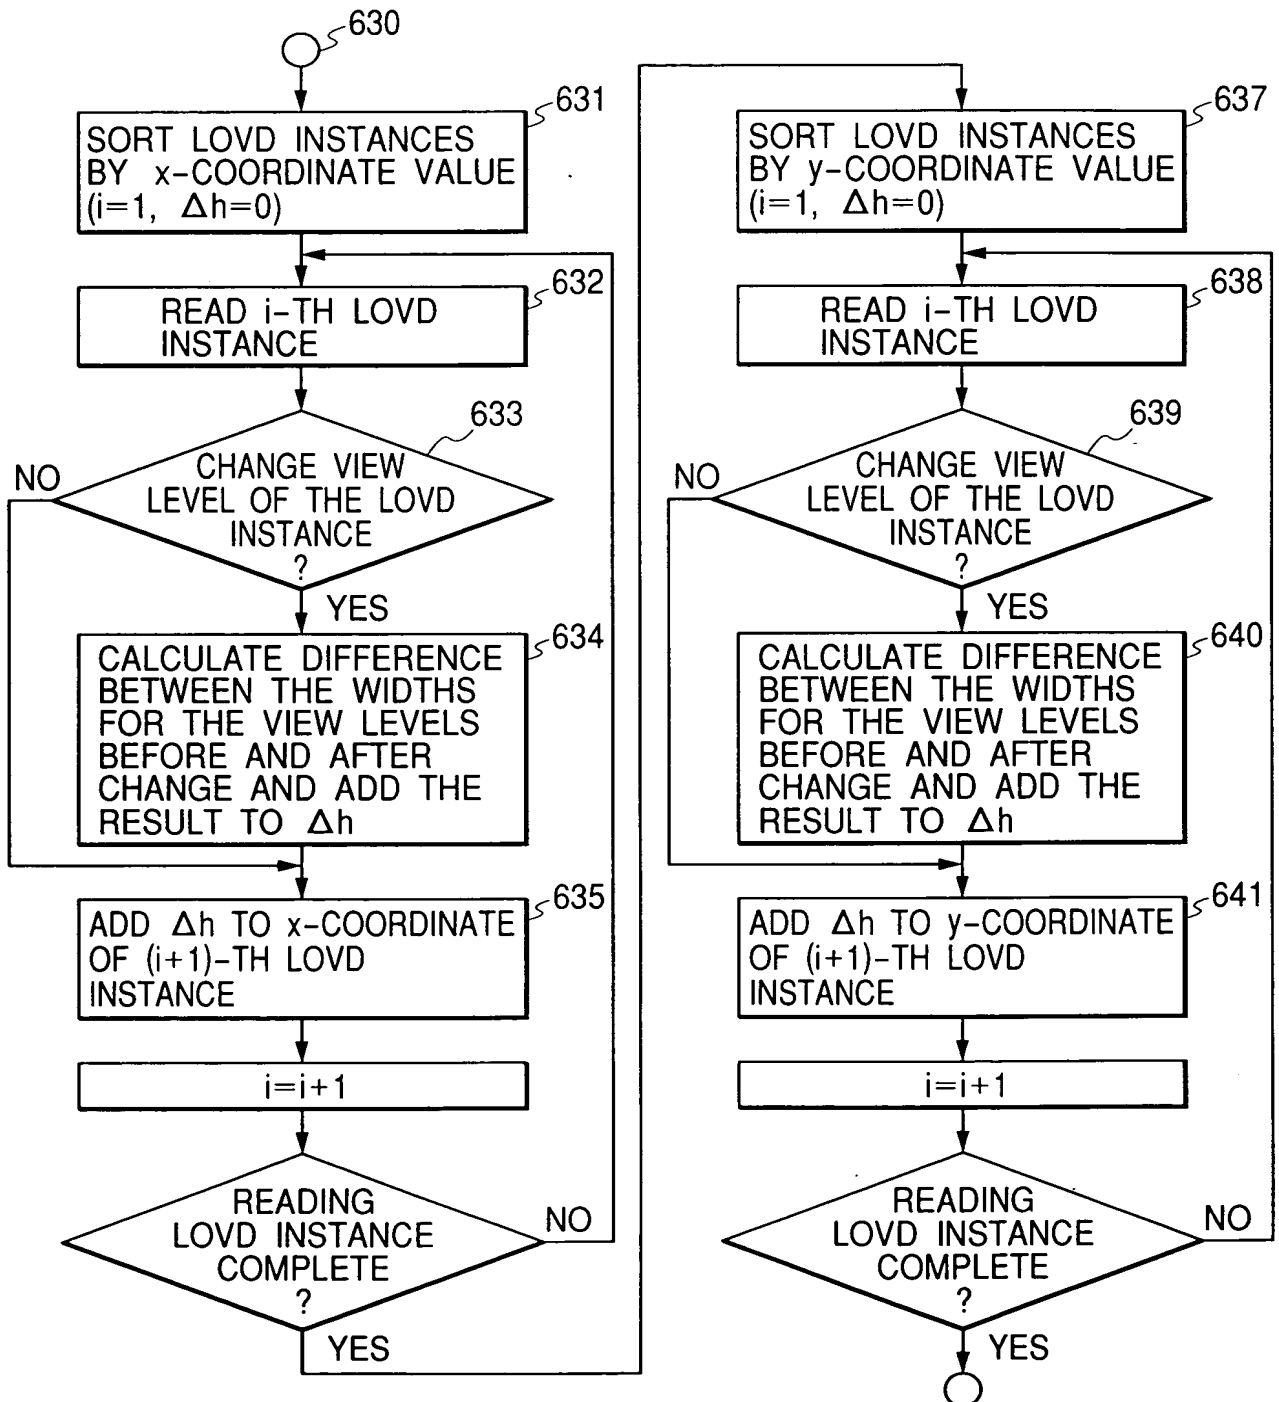 630
631
SORT LOVD INSTANCES
BY x-COORDINATE VALUE
(i=1, Δh=0)
632
READ i-TH LOVD
INSTANCE
633
CHANGE VIEW
LEVEL OF THE LOVD
INSTANCE
?
NO
YES
634
CALCULATE DIFFERENCE
BETWEEN THE WIDTHS
FOR THE VIEW LEVELS
BEFORE AND AFTER
CHANGE AND ADD THE
RESULT TO Δh
635
ADD Δh TO x-COORDINATE
OF (i+1)-TH LOVD
INSTANCE
i=i+1
READING
LOVD INSTANCE
COMPLETE
?
NO
YES
637
SORT LOVD INSTANCES
BY y-COORDINATE VALUE
(i=1, Δh=0)
638
READ i-TH LOVD
INSTANCE
639
CHANGE VIEW
LEVEL OF THE LOVD
INSTANCE
?
NO
YES
640
CALCULATE DIFFERENCE
BETWEEN THE WIDTHS
FOR THE VIEW LEVELS
BEFORE AND AFTER
CHANGE AND ADD THE
RESULT TO Δh
641
ADD Δh TO y-COORDINATE
OF (i+1)-TH LOVD
INSTANCE
i=i+1
READING
LOVD INSTANCE
COMPLETE
?
NO
YES